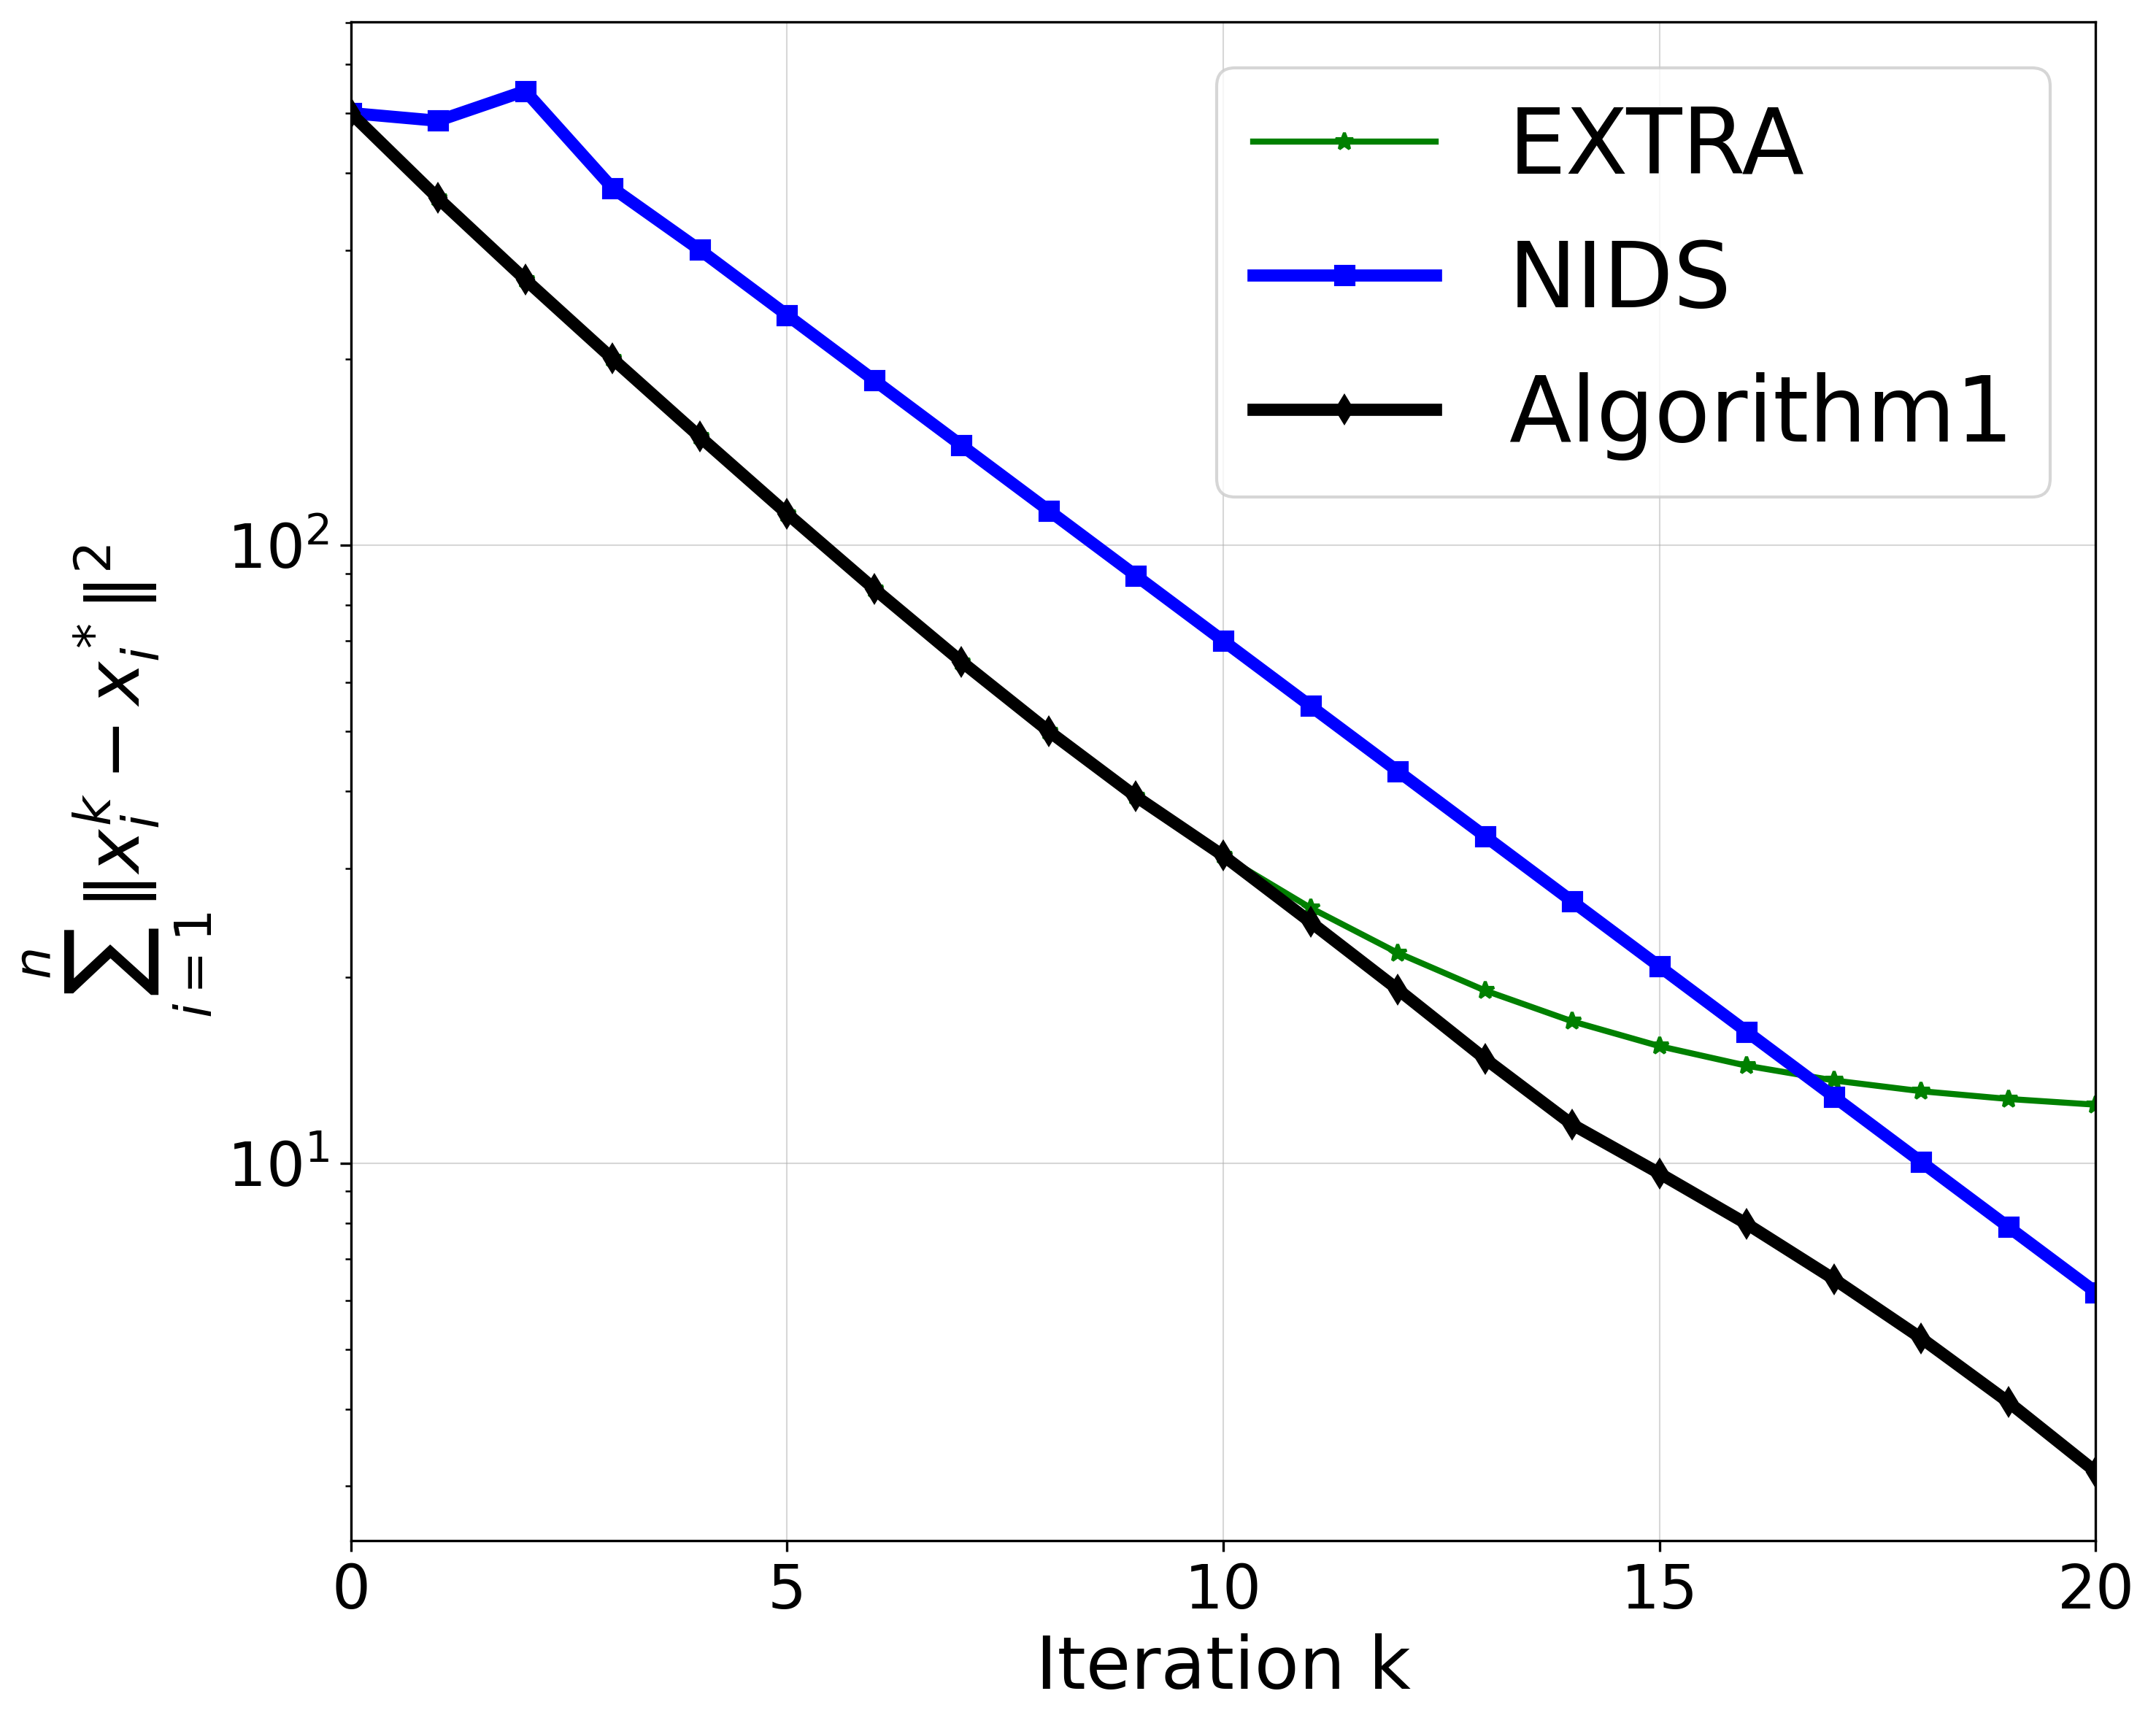 EXTRA
NIDS
Algorithm1
10²
10¹
0 5 10 15 20
Iteration k
∑ⁿᵢ₌₁ ‖xᵢᵏ − xᵢ*‖²